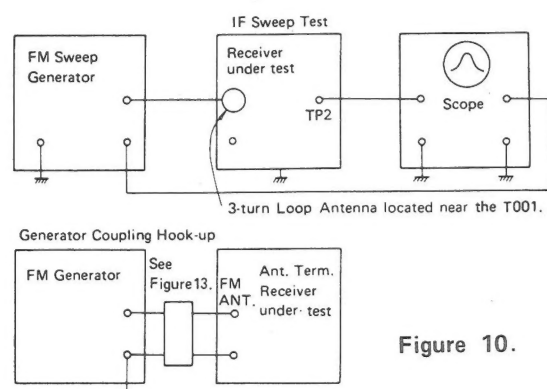 IF Sweep Test
FM Sweep
Generator
Receiver
under test
TP2
Scope
3-turn Loop Antenna located near the T001.
Generator Coupling Hook-up
FM Generator
See
Figure 13.
FM
ANT.
Ant. Term.
Receiver
under test
Figure 10.